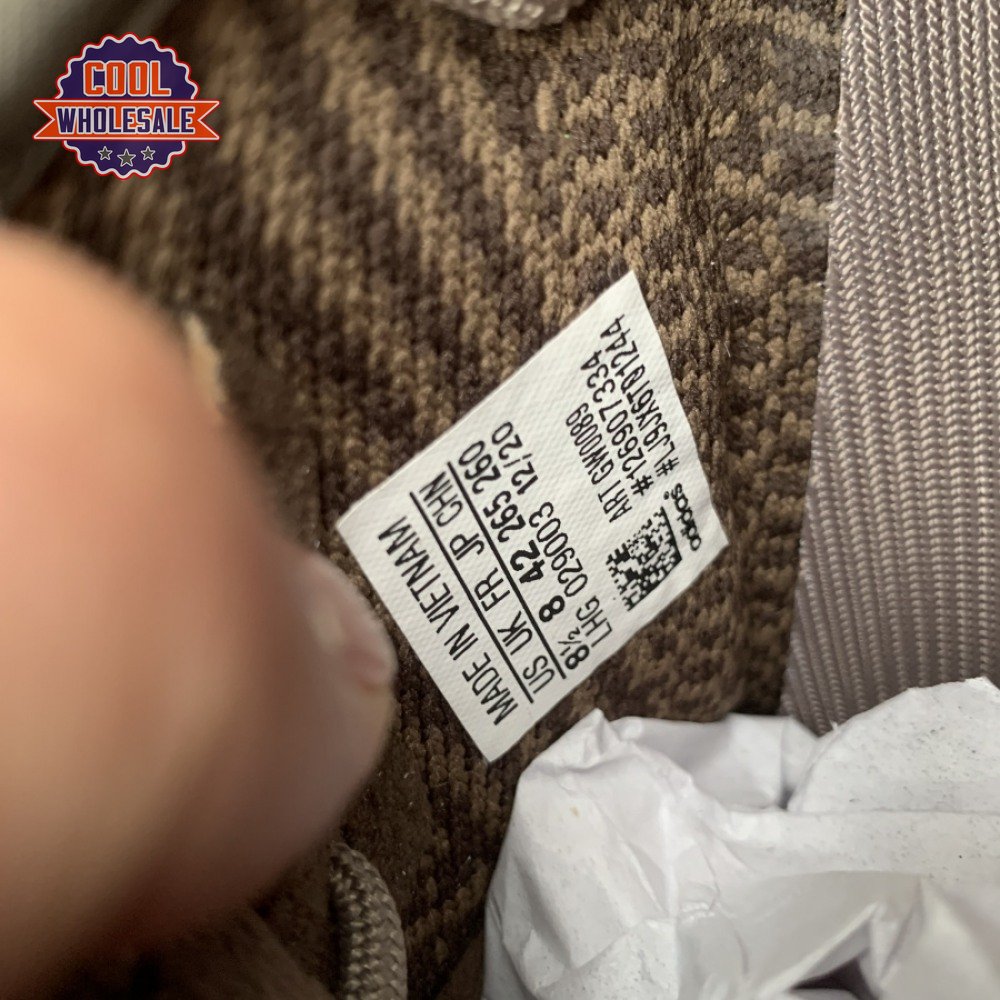 COOL
WHOLESALE
MADE IN VIETNAM
US UK FR JP CHN
8½ 8 42 265 260
LHG 029003 12/20
ART GW0089
#126907334
#LJ9JX6TD1244
adidas